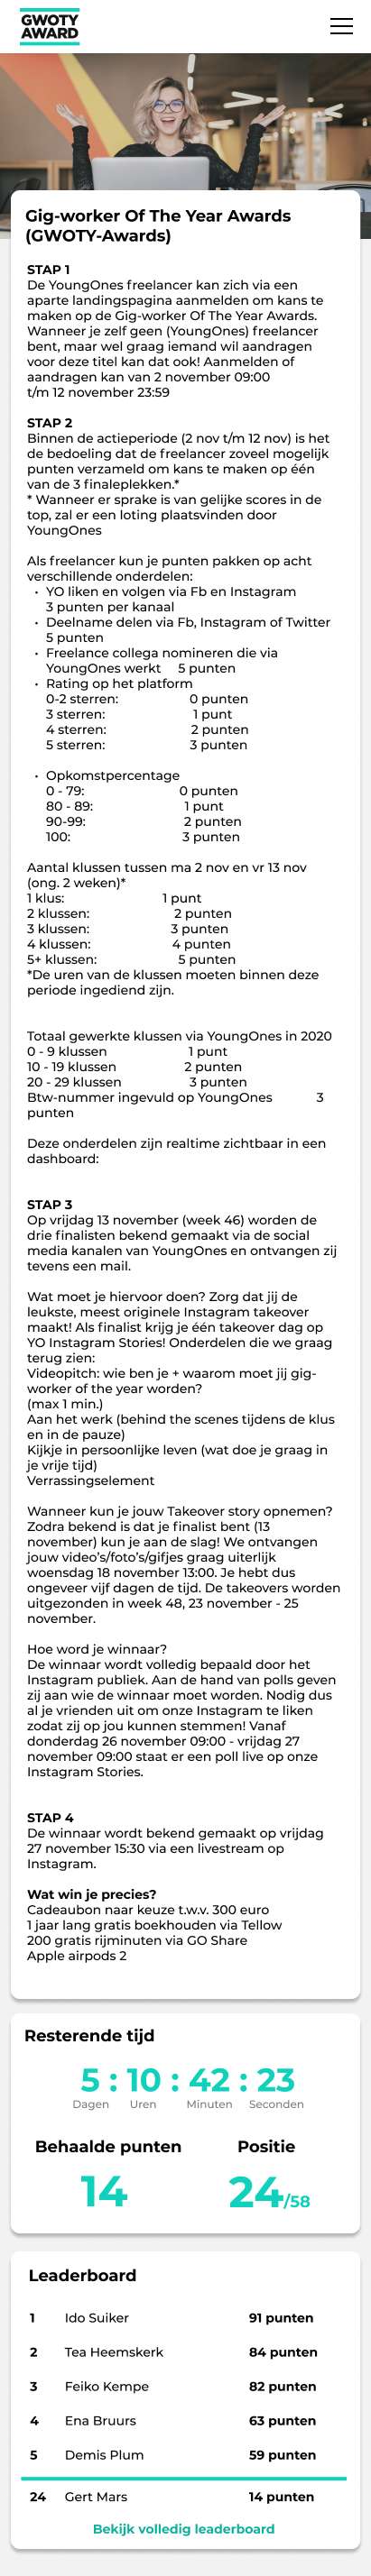 GWOTY
AWARD
Gig-worker Of The Year Awards
(GWOTY-Awards)
STAP 1
De YoungOnes freelancer kan zich via een
aparte landingspagina aanmelden om kans te
maken op de Gig-worker Of The Year Awards.
Wanneer je zelf geen (YoungOnes) freelancer
bent, maar wel graag iemand wil aandragen
voor deze titel kan dat ook! Aanmelden of
aandragen kan van 2 november 09:00
t/m 12 november 23:59
STAP 2
Binnen de actieperiode (2 nov t/m 12 nov) is het
de bedoeling dat de freelancer zoveel mogelijk
punten verzameld om kans te maken op één
van de 3 finaleplekken.*
* Wanneer er sprake is van gelijke scores in de
top, zal er een loting plaatsvinden door
YoungOnes
Als freelancer kun je punten pakken op acht
verschillende onderdelen:
• YO liken en volgen via Fb en Instagram
3 punten per kanaal
• Deelname delen via Fb, Instagram of Twitter
5 punten
• Freelance collega nomineren die via
YoungOnes werkt 5 punten
• Rating op het platform
0-2 sterren: 0 punten
3 sterren: 1 punt
4 sterren: 2 punten
5 sterren: 3 punten
• Opkomstpercentage
0 - 79: 0 punten
80 - 89: 1 punt
90-99: 2 punten
100: 3 punten
Aantal klussen tussen ma 2 nov en vr 13 nov
(ong. 2 weken)*
1 klus: 1 punt
2 klussen: 2 punten
3 klussen: 3 punten
4 klussen: 4 punten
5+ klussen: 5 punten
*De uren van de klussen moeten binnen deze
periode ingediend zijn.
Totaal gewerkte klussen via YoungOnes in 2020
0 - 9 klussen 1 punt
10 - 19 klussen 2 punten
20 - 29 klussen 3 punten
Btw-nummer ingevuld op YoungOnes 3
punten
Deze onderdelen zijn realtime zichtbaar in een
dashboard:
STAP 3
Op vrijdag 13 november (week 46) worden de
drie finalisten bekend gemaakt via de social
media kanalen van YoungOnes en ontvangen zij
tevens een mail.
Wat moet je hiervoor doen? Zorg dat jij de
leukste, meest originele Instagram takeover
maakt! Als finalist krijg je één takeover dag op
YO Instagram Stories! Onderdelen die we graag
terug zien:
Videopitch: wie ben je + waarom moet jij gig-
worker of the year worden?
(max 1 min.)
Aan het werk (behind the scenes tijdens de klus
en in de pauze)
Kijkje in persoonlijke leven (wat doe je graag in
je vrije tijd)
Verrassingselement
Wanneer kun je jouw Takeover story opnemen?
Zodra bekend is dat je finalist bent (13
november) kun je aan de slag! We ontvangen
jouw video's/foto's/gifjes graag uiterlijk
woensdag 18 november 13:00. Je hebt dus
ongeveer vijf dagen de tijd. De takeovers worden
uitgezonden in week 48, 23 november - 25
november.
Hoe word je winnaar?
De winnaar wordt volledig bepaald door het
Instagram publiek. Aan de hand van polls geven
zij aan wie de winnaar moet worden. Nodig dus
al je vrienden uit om onze Instagram te liken
zodat zij op jou kunnen stemmen! Vanaf
donderdag 26 november 09:00 - vrijdag 27
november 09:00 staat er een poll live op onze
Instagram Stories.
STAP 4
De winnaar wordt bekend gemaakt op vrijdag
27 november 15:30 via een livestream op
Instagram.
Wat win je precies?
Cadeaubon naar keuze t.w.v. 300 euro
1 jaar lang gratis boekhouden via Tellow
200 gratis rijminuten via GO Share
Apple airpods 2
Resterende tijd
5 : 10 : 42 : 23
Dagen Uren Minuten Seconden
Behaalde punten Positie
14 24/58
Leaderboard
1 Ido Suiker 91 punten
2 Tea Heemskerk 84 punten
3 Feiko Kempe 82 punten
4 Ena Bruurs 63 punten
5 Demis Plum 59 punten
24 Gert Mars 14 punten
Bekijk volledig leaderboard